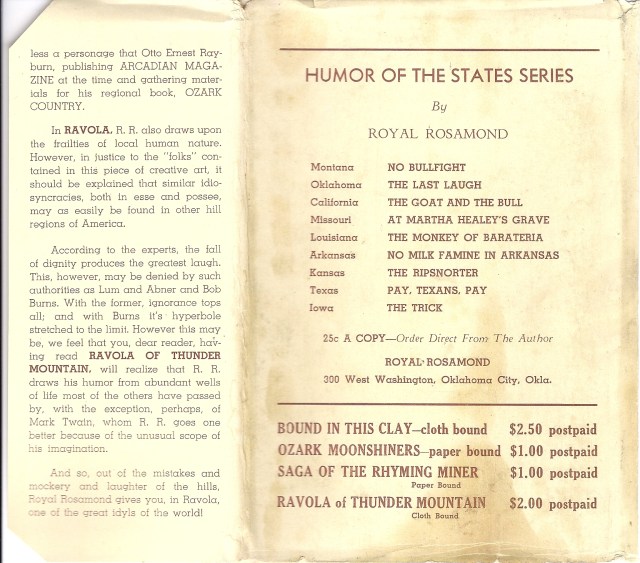 less a personage that Otto Ernest Ray-
burn, publishing ARCADIAN MAGA-
ZINE at the time and gathering mater-
ials for his regional book, OZARK
COUNTRY.
In RAVOLA, R. R. also draws upon
the frailties of local human nature.
However, in justice to the "folks" con-
tained in this piece of creative art, it
should be explained that similar idio-
syncracies, both in esse and possee,
may as easily be found in other hill
regions of America.
According to the experts, the fall
of dignity produces the greatest laugh.
This, however, may be denied by such
authorities as Lum and Abner and Bob
Burns. With the former, ignorance tops
all; and with Burns it's hyperbole
stretched to the limit. However this may
be, we feel that you, dear reader, hav-
ing read RAVOLA OF THUNDER
MOUNTAIN, will realize that R. R.
draws his humor from abundant wells
of life most of the others have passed
by, with the exception, perhaps, of
Mark Twain, whom R. R. goes one
better because of the unusual scope of
his imagination.
And so, out of the mistakes and
mockery and laughter of the hills,
Royal Rosamond gives you, in Ravola,
one of the great idyls of the world!
HUMOR OF THE STATES SERIES
By
ROYAL ROSAMOND
Montana NO BULLFIGHT
Oklahoma THE LAST LAUGH
California THE GOAT AND THE BULL
Missouri AT MARTHA HEALEY'S GRAVE
Louisiana THE MONKEY OF BARATERIA
Arkansas NO MILK FAMINE IN ARKANSAS
Kansas THE RIPSNORTER
Texas PAY, TEXANS, PAY
Iowa THE TRICK
25c A COPY—Order Direct From The Author
ROYAL ROSAMOND
300 West Washington, Oklahoma City, Okla.
BOUND IN THIS CLAY—cloth bound $2.50 postpaid
OZARK MOONSHINERS—paper bound $1.00 postpaid
SAGA OF THE RHYMING MINER $1.00 postpaid
Paper Bound
RAVOLA of THUNDER MOUNTAIN $2.00 postpaid
Cloth Bound